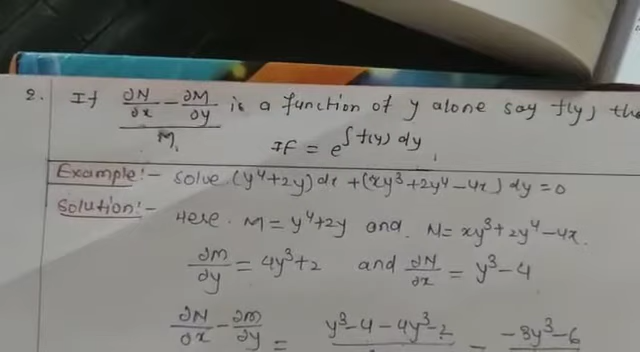 2. If (∂N/∂x - ∂M/∂y)/M, is a function of y alone say f(y),
IF = e^∫f(y) dy,
Example:- solve (y⁴+2y)dx + (xy³+2y⁴-4x) dy = 0
Solution:- Here. M = y⁴+2y and N = xy³+2y⁴-4x.
∂M/∂y = 4y³+2 and ∂N/∂x = y³-4
∂N/∂x - ∂M/∂y = y³-4-4y³-2 = -3y³-6